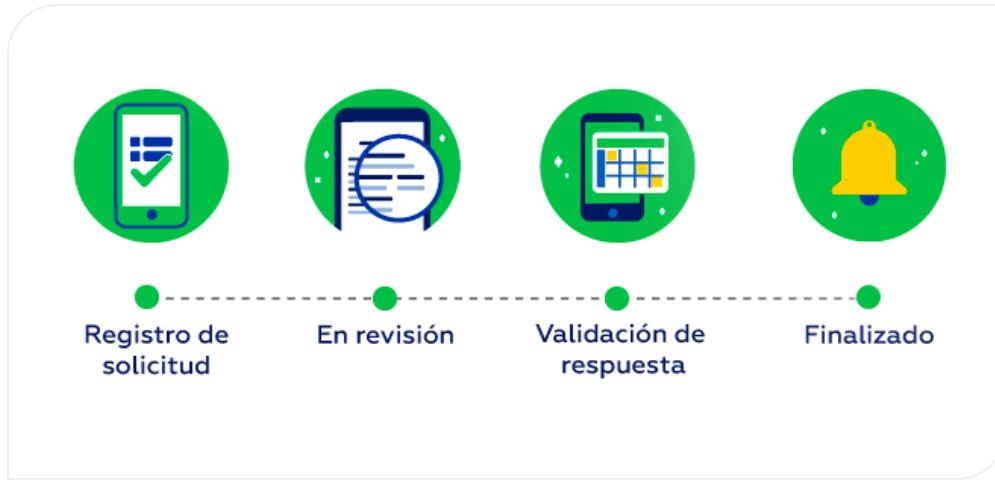 Registro de
solicitud
En revisión
Validación de
respuesta
Finalizado